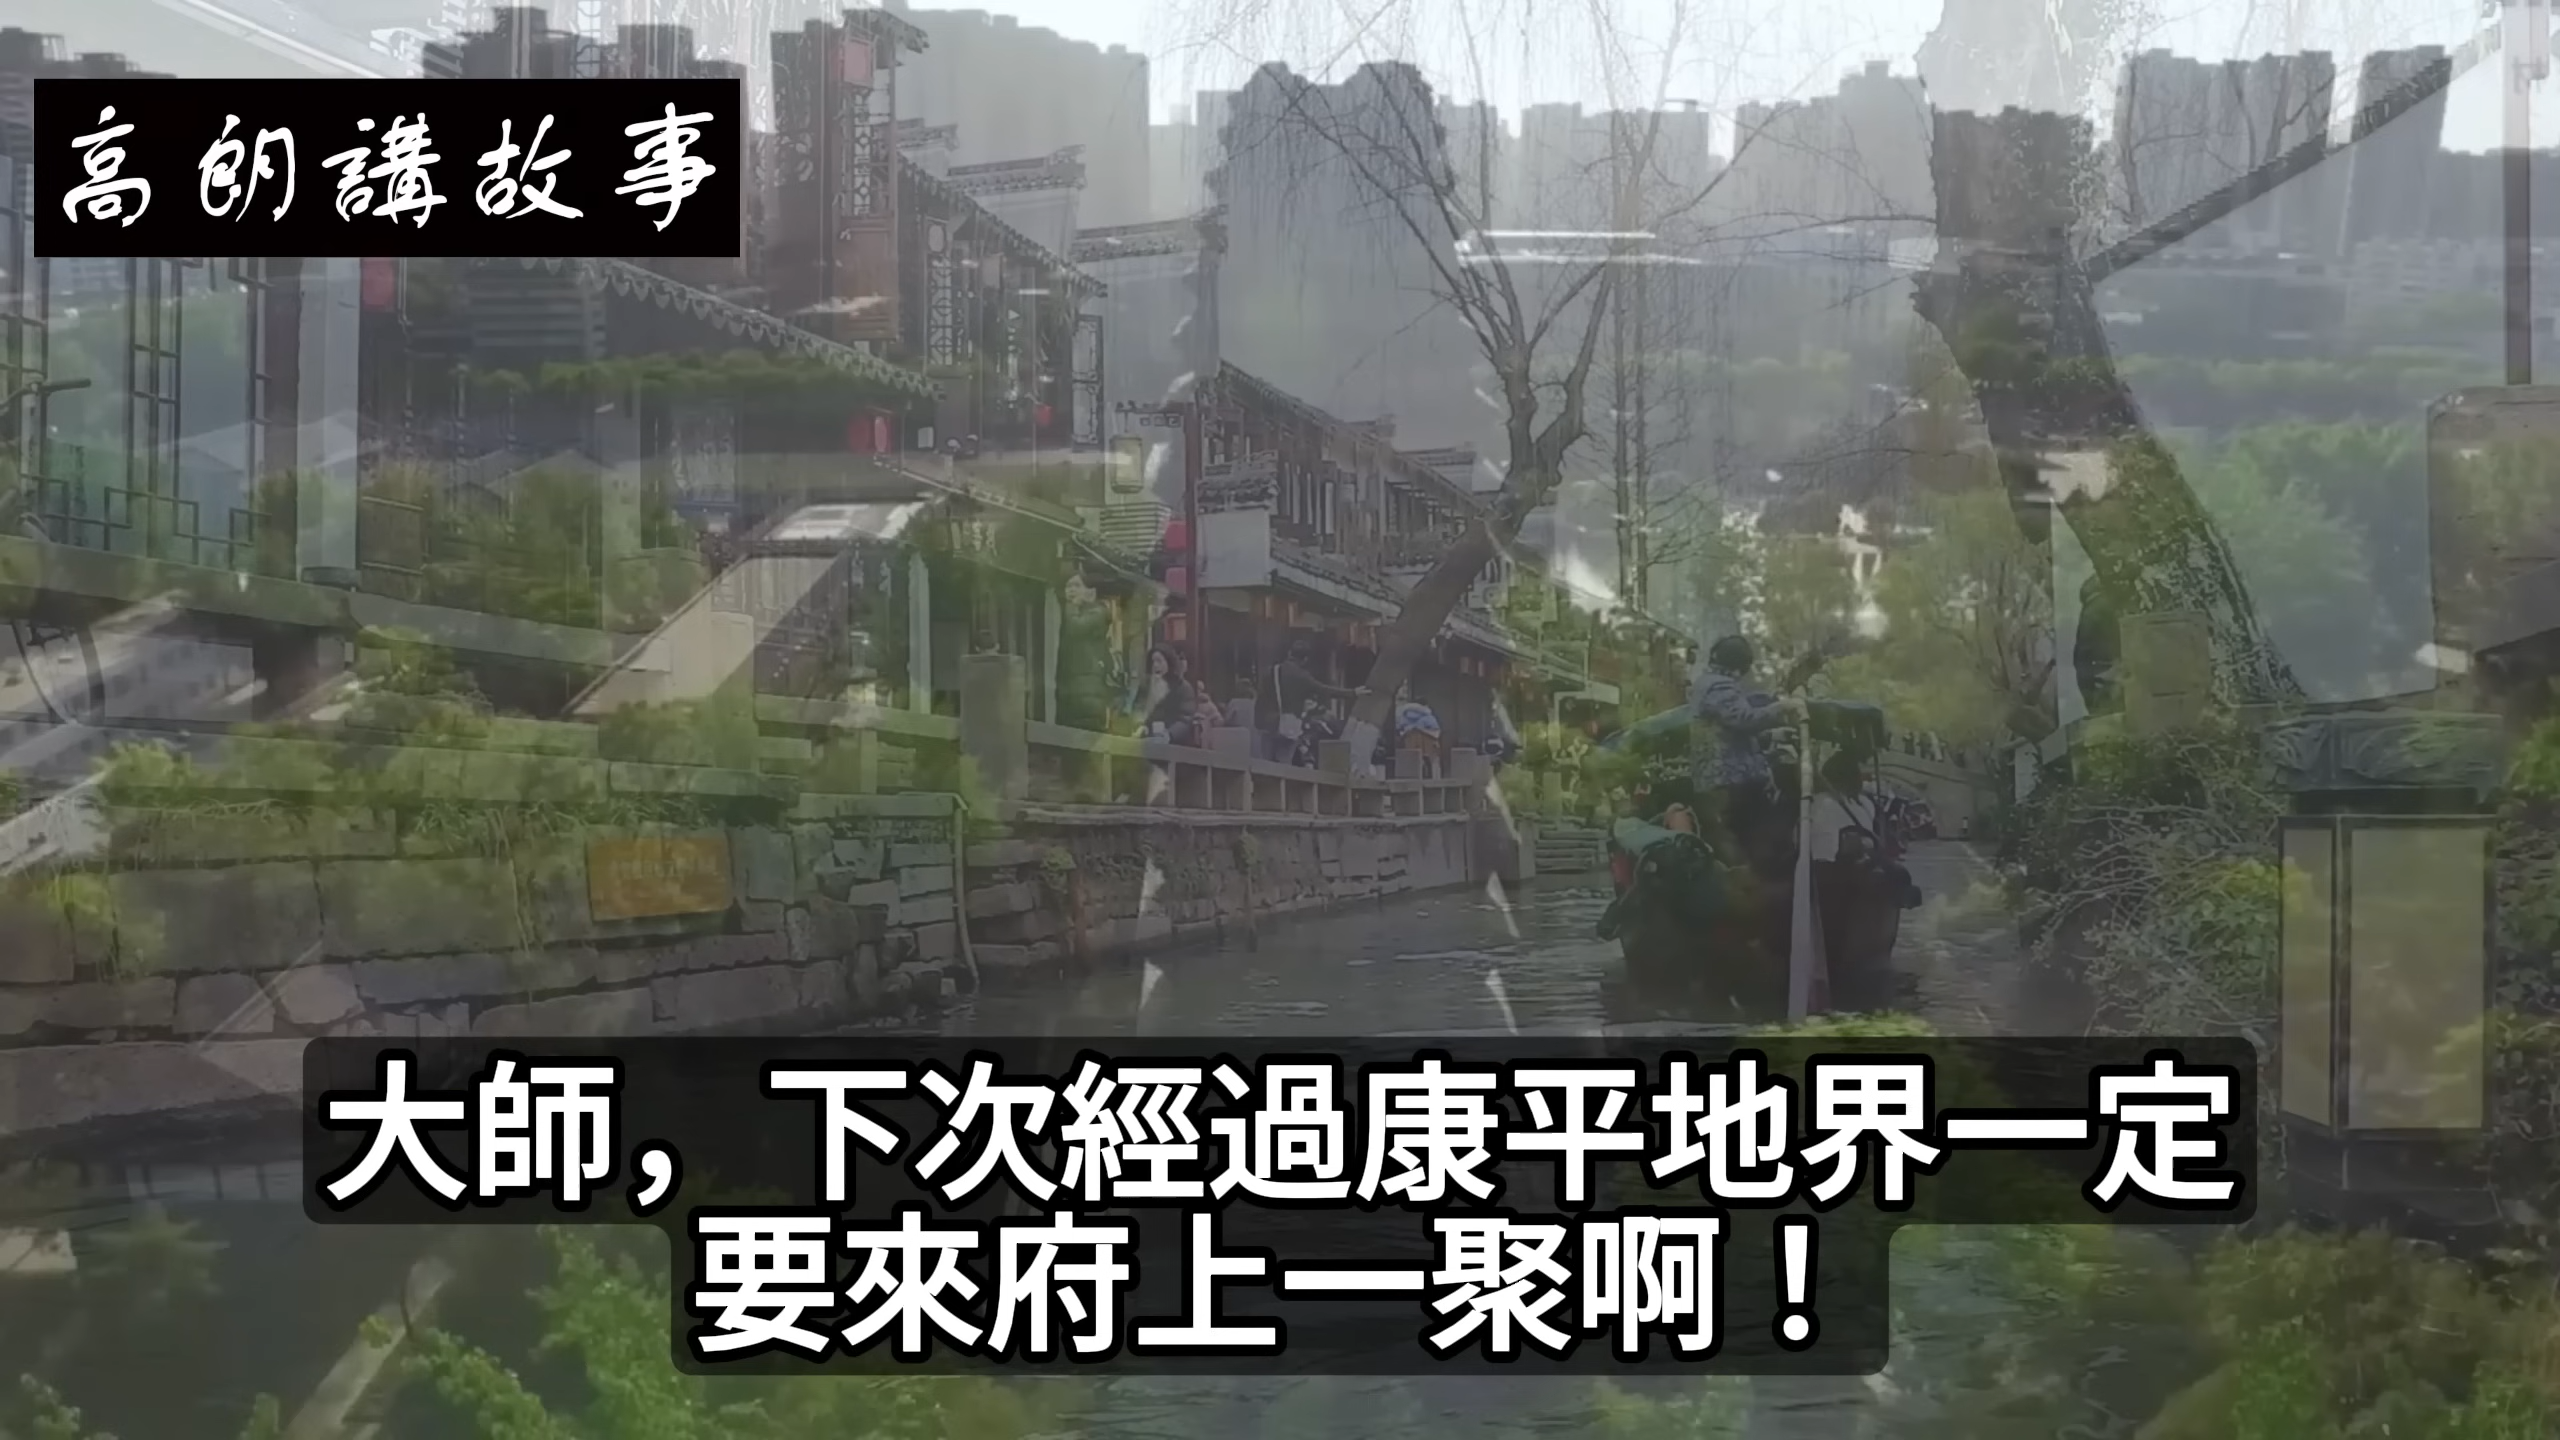 高朗講故事
大師，下次經過康平地界一定
要來府上一聚啊！